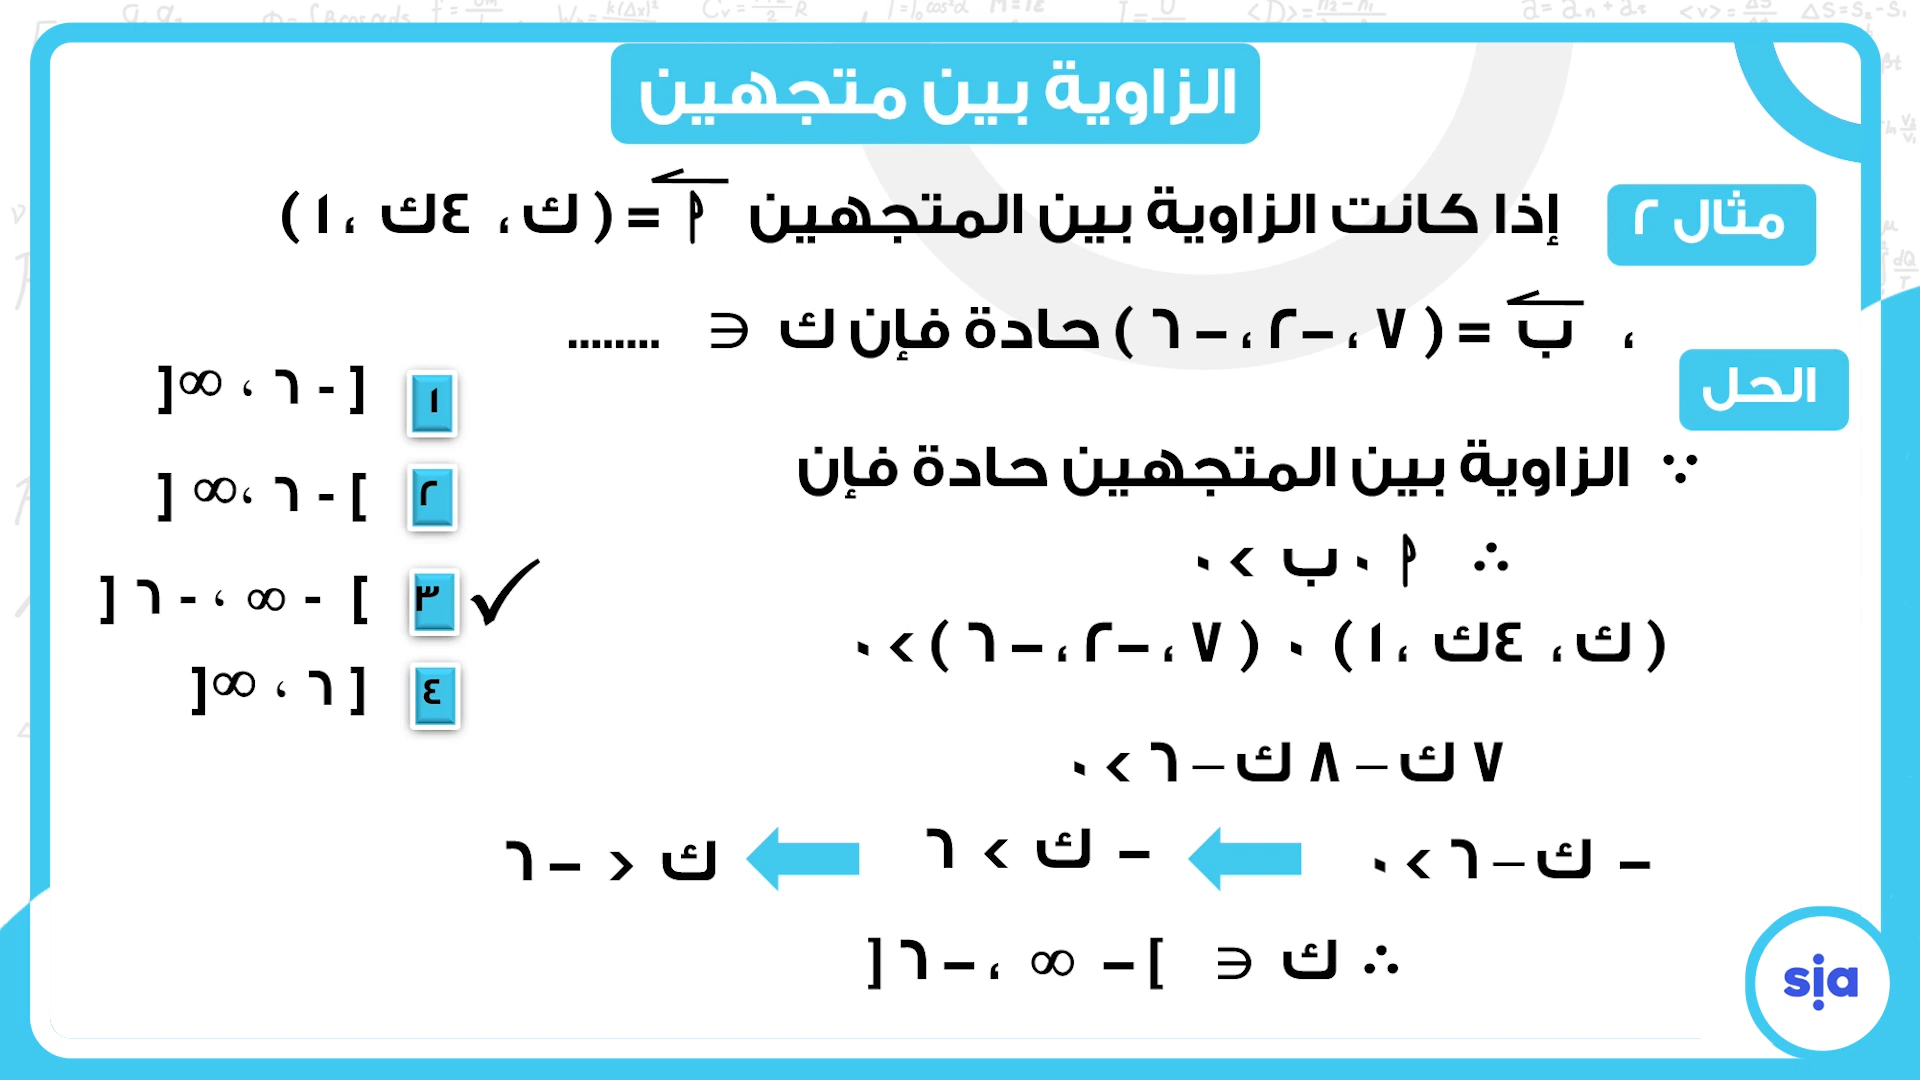 الزاوية بين متجهين
مثال ٢
إذا كانت الزاوية بين المتجهين أ = ( ك ، ٤ك ، ١ )
، ب = ( ٧ ، –٢ ، – ٦ ) حادة فإن ك ∈ ........
الحل
١ [ - ٦ ، ∞ [
٢ ] - ٦ ، ∞ [
٣ ] - ∞ ، - ٦ [ ✓
٤ [ ٦ ، ∞ [
∵ الزاوية بين المتجهين حادة فإن
∴ أ ٠ ب > ٠
( ك ، ٤ك ، ١ ) ٠ ( ٧ ، –٢ ، – ٦ ) > ٠
٧ ك – ٨ ك – ٦ > ٠
– ك – ٦ > ٠ – ك > ٦ ك < – ٦
∴ ك ∈ ] – ∞ ، – ٦ [
sia